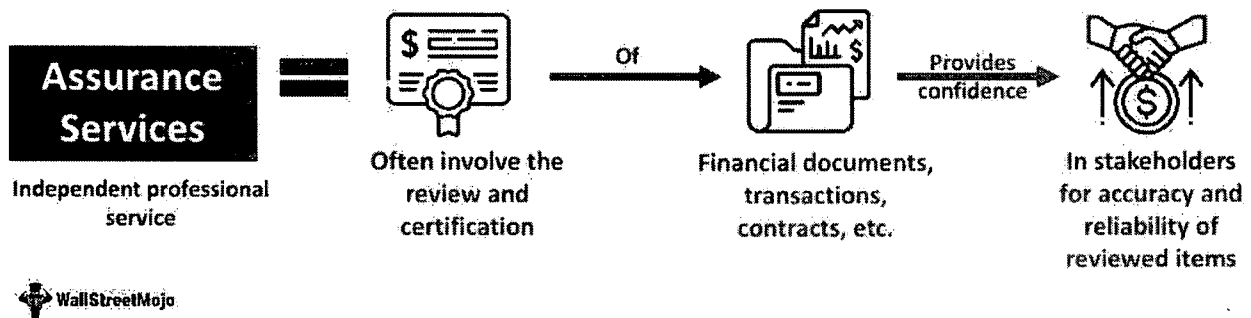 Assurance
Services
Independent professional
service
$
Often involve the
review and
certification
Of
$
Financial documents,
transactions,
contracts, etc.
Provides
confidence
$
In stakeholders
for accuracy and
reliability of
reviewed items
WallStreetMojo